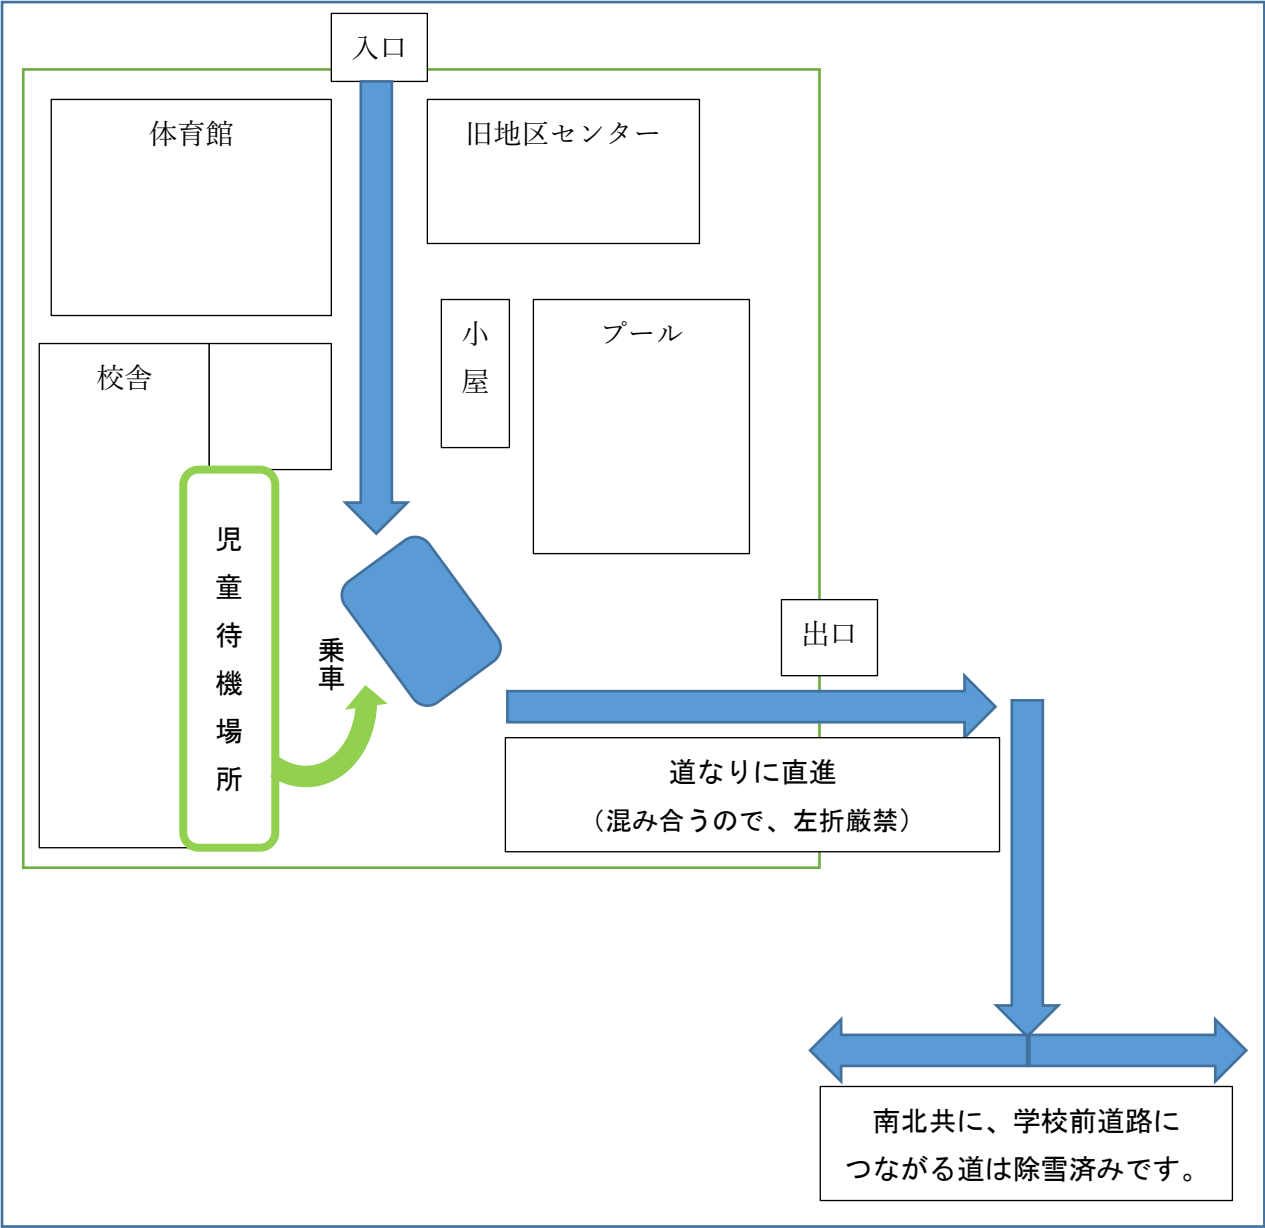 入口
体育館
旧地区センター
小屋
プール
校舎
児童待機場所
乗車
出口
道なりに直進
（混み合うので、左折厳禁）
南北共に、学校前道路に
つながる道は除雪済みです。